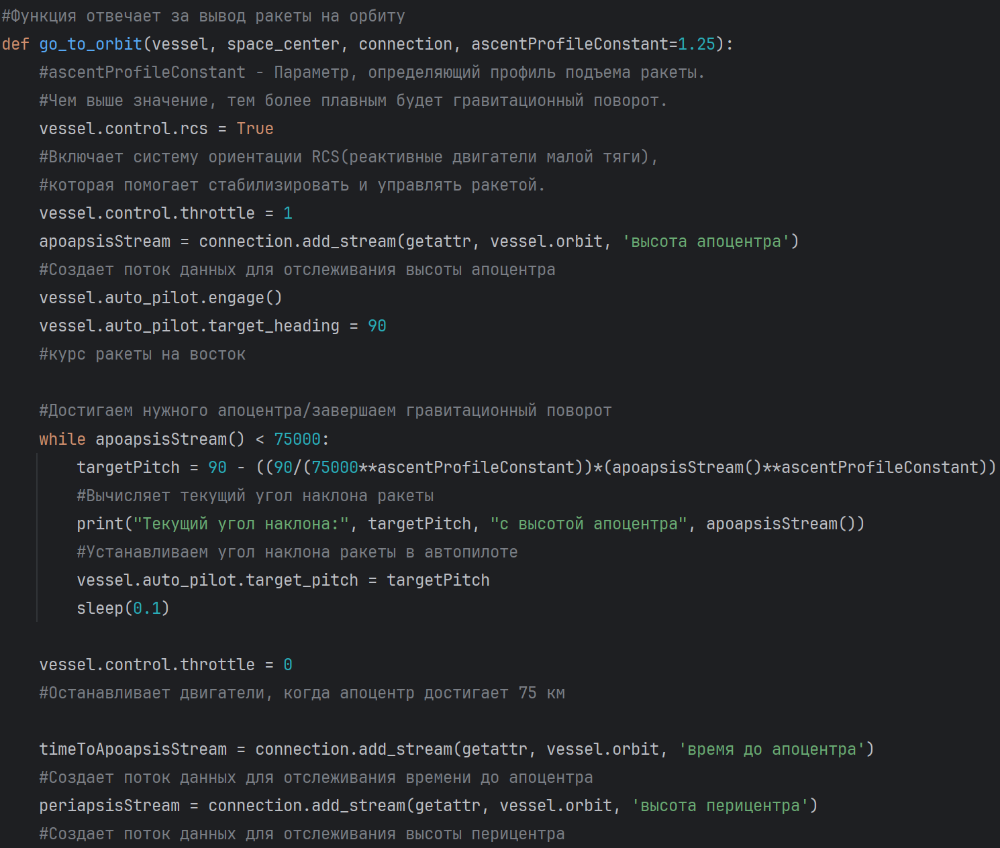 #Функция отвечает за вывод ракеты на орбиту
def go_to_orbit(vessel, space_center, connection, ascentProfileConstant=1.25):
    #ascentProfileConstant - Параметр, определяющий профиль подъема ракеты.
    #Чем выше значение, тем более плавным будет гравитационный поворот.
    vessel.control.rcs = True
    #Включает систему ориентации RCS(реактивные двигатели малой тяги),
    #которая помогает стабилизировать и управлять ракетой.
    vessel.control.throttle = 1
    apoapsisStream = connection.add_stream(getattr, vessel.orbit, 'высота апоцентра')
    #Создает поток данных для отслеживания высоты апоцентра
    vessel.auto_pilot.engage()
    vessel.auto_pilot.target_heading = 90
    #курс ракеты на восток

    #Достигаем нужного апоцентра/завершаем гравитационный поворот
    while apoapsisStream() < 75000:
        targetPitch = 90 - ((90/(75000**ascentProfileConstant))*(apoapsisStream()**ascentProfileConstant))
        #Вычисляет текущий угол наклона ракеты
        print("Текущий угол наклона:", targetPitch, "с высотой апоцентра", apoapsisStream())
        #Устанавливаем угол наклона ракеты в автопилоте
        vessel.auto_pilot.target_pitch = targetPitch
        sleep(0.1)

    vessel.control.throttle = 0
    #Останавливает двигатели, когда апоцентр достигает 75 км

    timeToApoapsisStream = connection.add_stream(getattr, vessel.orbit, 'время до апоцентра')
    #Создает поток данных для отслеживания времени до апоцентра
    periapsisStream = connection.add_stream(getattr, vessel.orbit, 'высота перицентра')
    #Создает поток данных для отслеживания высоты перицентра